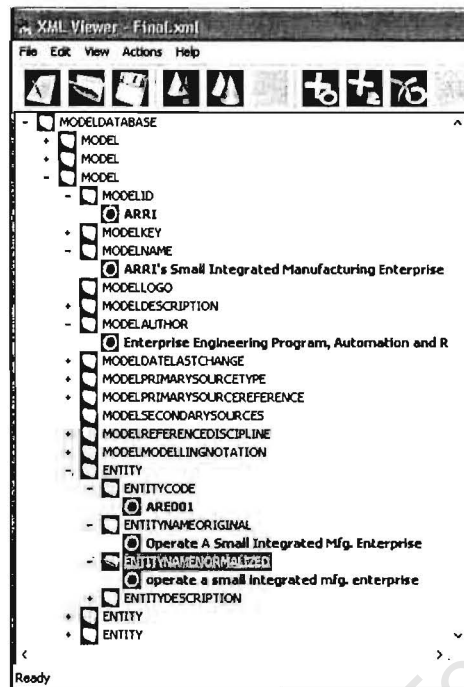 XML Viewer - Final.xml
File Edit View Actions Help
- MODELDATABASE
+ MODEL
+ MODEL
- MODEL
- MODELID
ARRI
+ MODELKEY
- MODELNAME
ARRI's Small Integrated Manufacturing Enterprise
MODELLOGO
+ MODELDESCRIPTION
- MODELAUTHOR
Enterprise Engineering Program, Automation and R
+ MODELDATELASTCHANGE
+ MODELPRIMARYSOURCETYPE
+ MODELPRIMARYSOURCEREFERENCE
MODELSECONDARYSOURCES
+ MODELREFERENCEDISCIPLINE
+ MODELMODELLINGNOTATION
- ENTITY
- ENTITYCODE
ARE001
- ENTITYNAMEORIGINAL
Operate A Small Integrated Mfg. Enterprise
- ENTITYNAMENORMALIZED
operate a small integrated mfg. enterprise
+ ENTITYDESCRIPTION
+ ENTITY
+ ENTITY
Ready